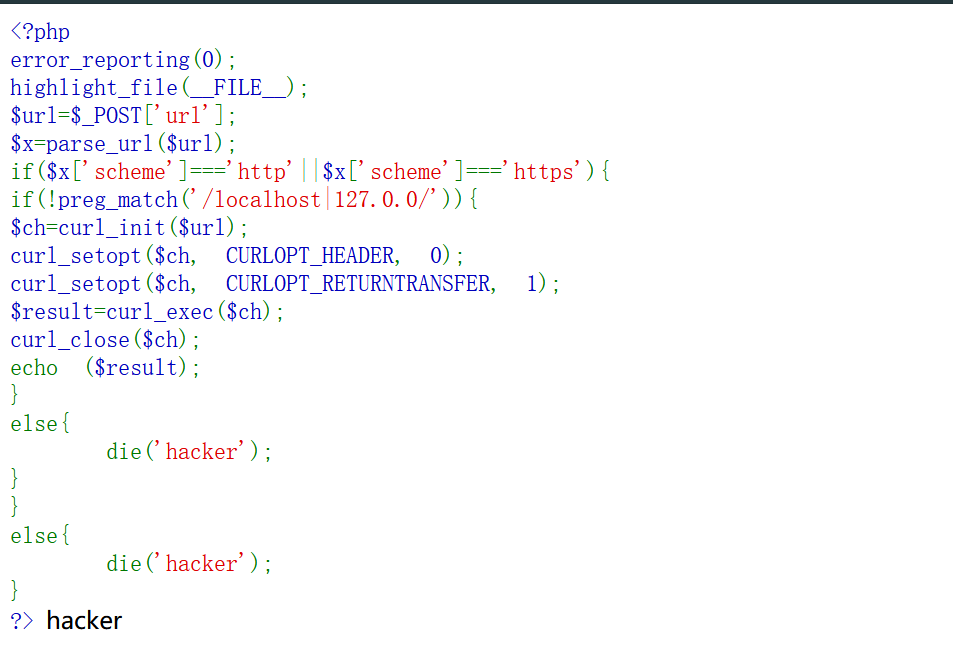 <?php
error_reporting(0);
highlight_file(__FILE__);
$url=$_POST['url'];
$x=parse_url($url);
if($x['scheme']==='http'||$x['scheme']==='https'){
if(!preg_match('/localhost|127.0.0/')){
$ch=curl_init($url);
curl_setopt($ch, CURLOPT_HEADER, 0);
curl_setopt($ch, CURLOPT_RETURNTRANSFER, 1);
$result=curl_exec($ch);
curl_close($ch);
echo ($result);
}
else{
die('hacker');
}
}
else{
die('hacker');
}
?> hacker